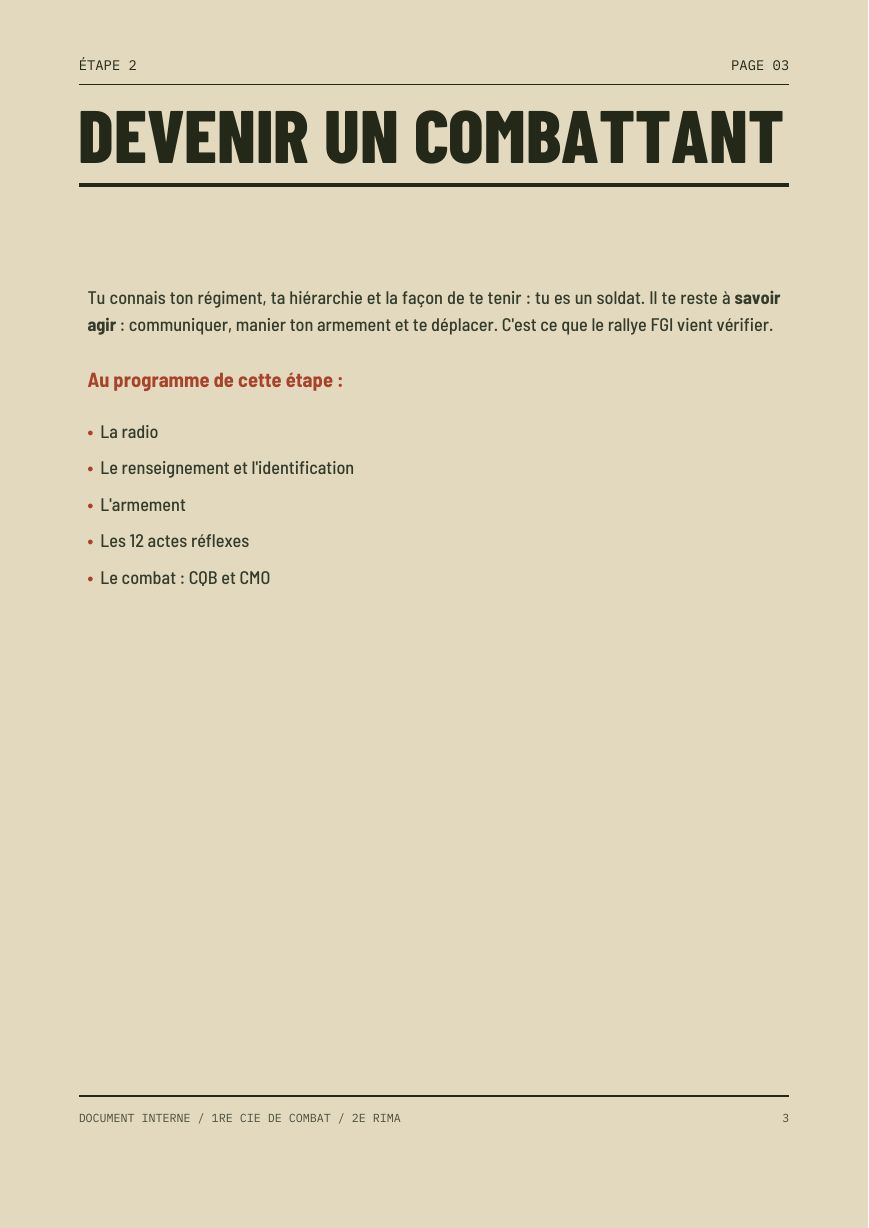 ÉTAPE 2
PAGE 03
DEVENIR UN COMBATTANT
Tu connais ton régiment, ta hiérarchie et la façon de te tenir : tu es un soldat. Il te reste à savoir
agir : communiquer, manier ton armement et te déplacer. C'est ce que le rallye FGI vient vérifier.
Au programme de cette étape :
• La radio
• Le renseignement et l'identification
• L'armement
• Les 12 actes réflexes
• Le combat : CQB et CMO
DOCUMENT INTERNE / 1RE CIE DE COMBAT / 2E RIMA
3